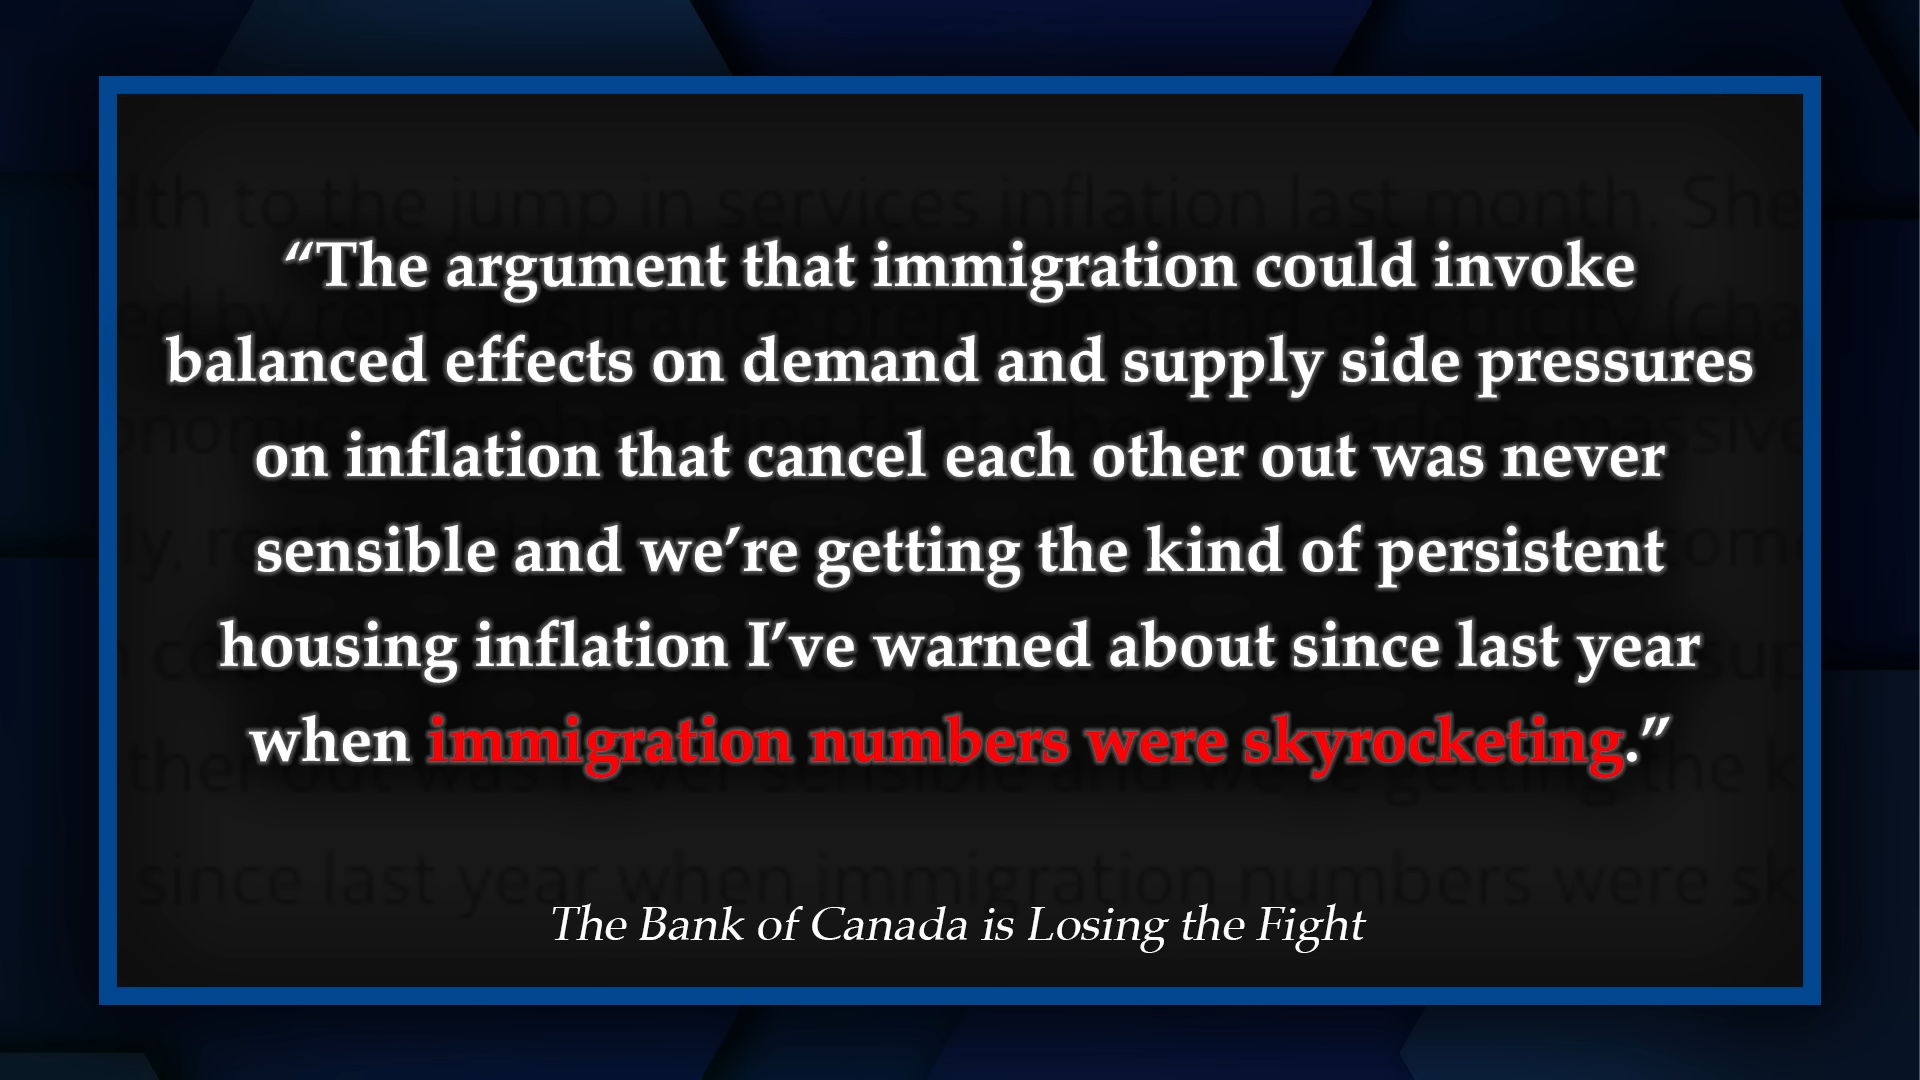 “The argument that immigration could invoke
balanced effects on demand and supply side pressures
on inflation that cancel each other out was never
sensible and we’re getting the kind of persistent
housing inflation I’ve warned about since last year
when immigration numbers were skyrocketing.”
The Bank of Canada is Losing the Fight